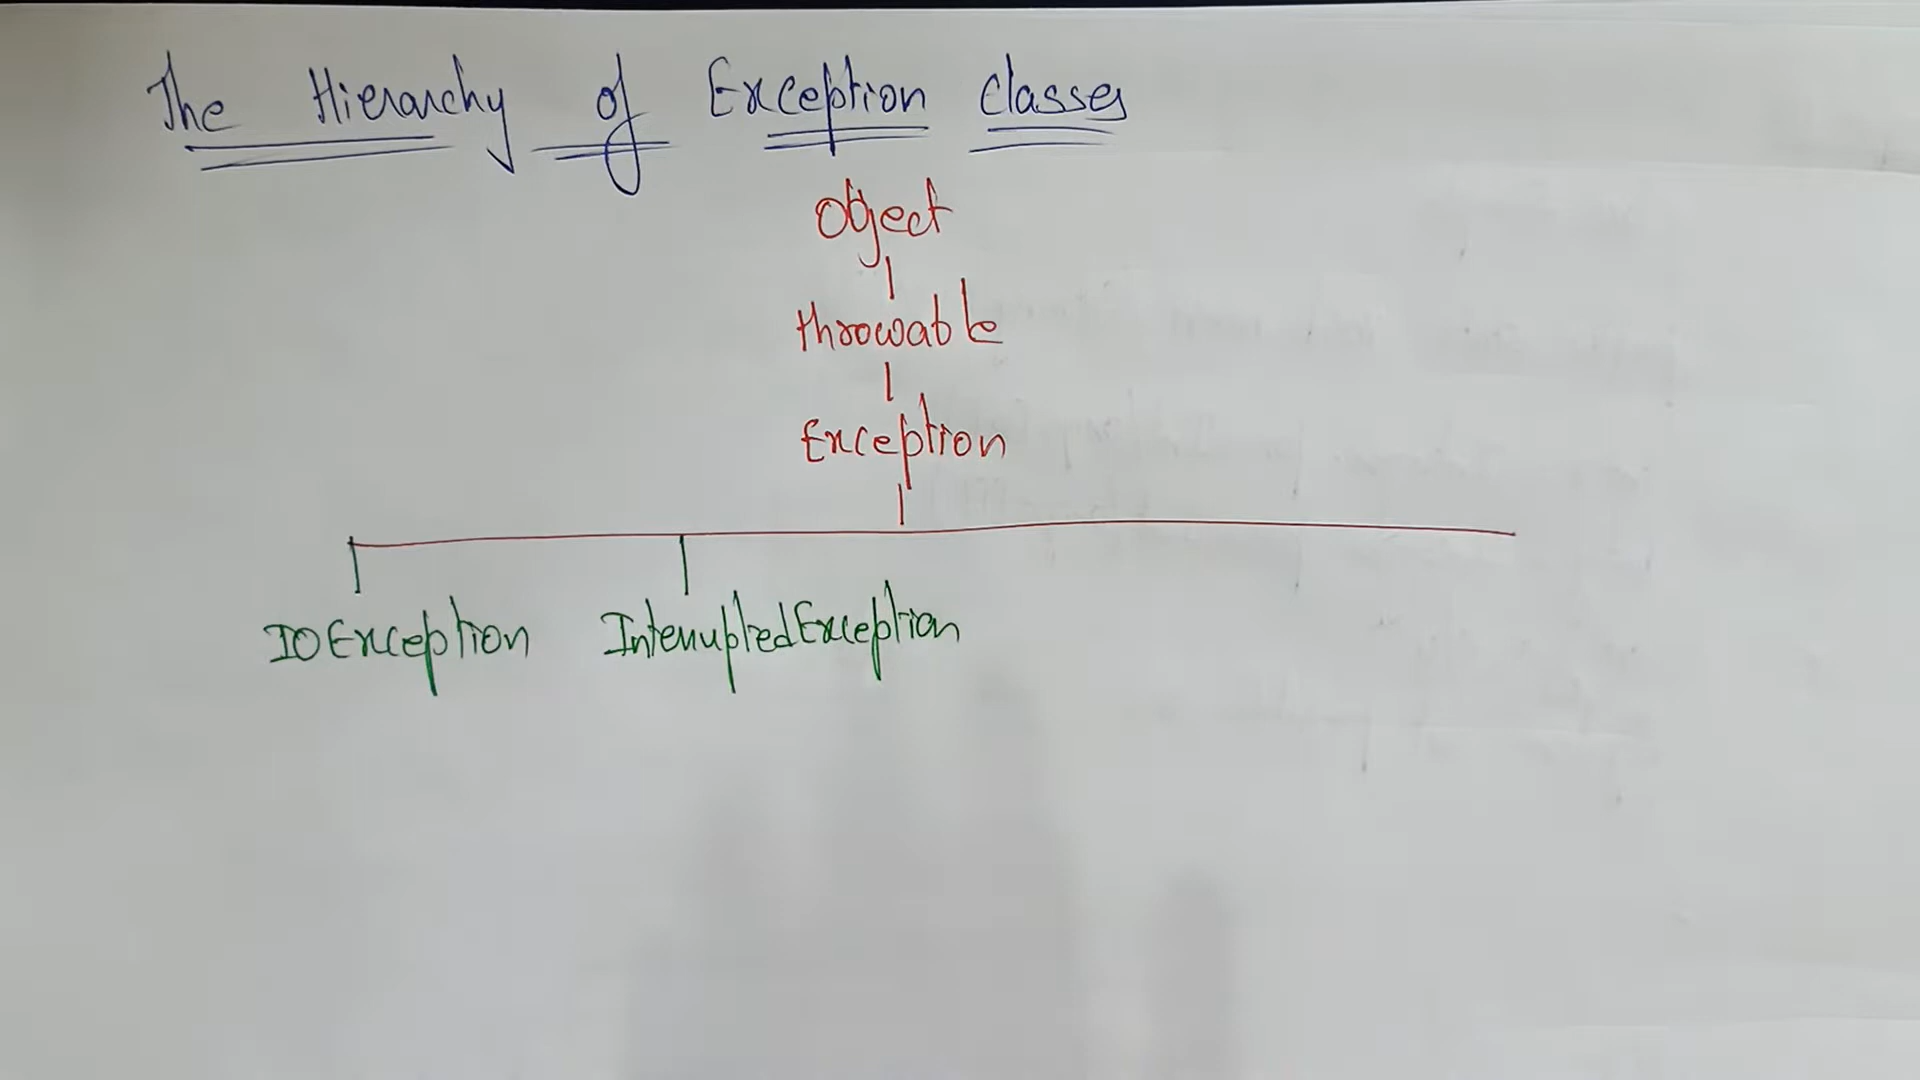 The Hierarchy of Exception classes
Object
throwable
Exception
IOException InterruptedException